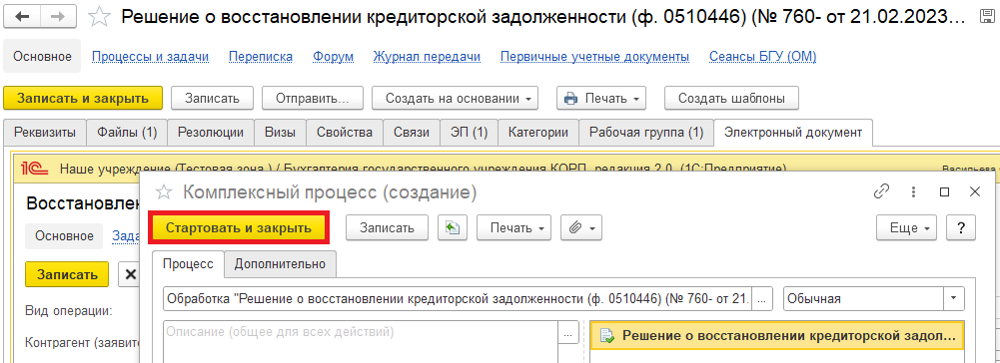 Решение о восстановлении кредиторской задолженности (ф. 0510446) (№ 760- от 21.02.2023...
Основное Процессы и задачи Переписка Форум Журнал передачи Первичные учетные документы Сеансы БГУ (ОМ)
Записать и закрыть Записать Отправить... Создать на основании Печать Создать шаблоны
Реквизиты Файлы (1) Резолюции Визы Свойства Связи ЭП (1) Категории Рабочая группа (1) Электронный документ
1С Наше учреждение (Тестовая зона ) / Бухгалтерия государственного учреждения КОРП, редакция 2.0 (1С:Предприятие)
Комплексный процесс (создание)
Восстановлен
Стартовать и закрыть Записать Печать Еще ?
Основное Зада
Процесс Дополнительно
Записать
Обработка "Решение о восстановлении кредиторской задолженности (ф. 0510446) (№ 760- от 21. ... Обычная
Вид операции:
Описание (общее для всех действий) ... Решение о восстановлении кредиторской задол...
Контрагент (заявите